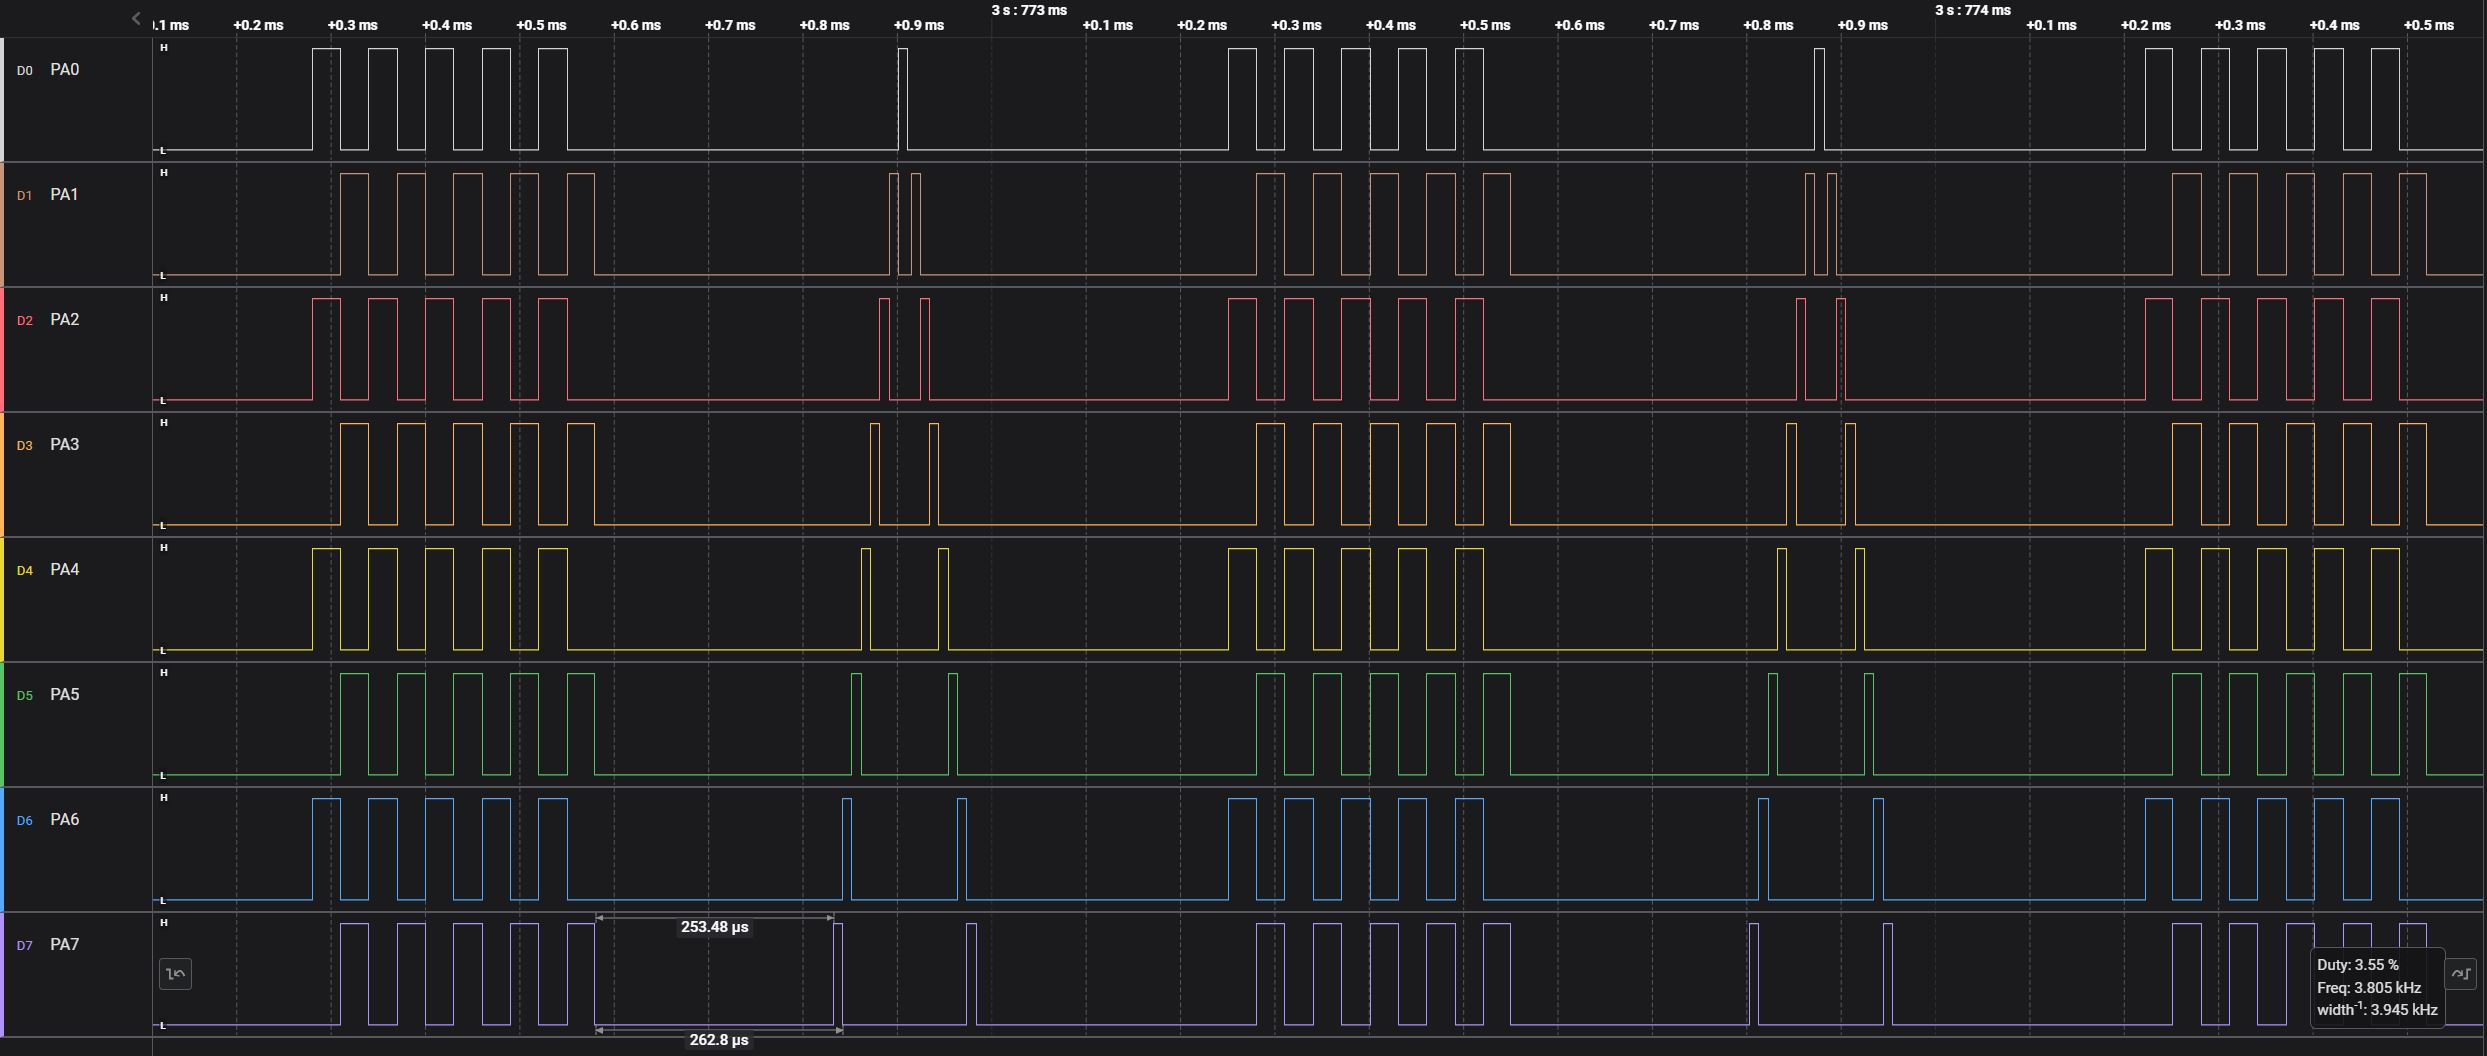 3 s : 773 ms 3 s : 774 ms
0.1 ms +0.2 ms +0.3 ms +0.4 ms +0.5 ms +0.6 ms +0.7 ms +0.8 ms +0.9 ms +0.1 ms +0.2 ms +0.3 ms +0.4 ms +0.5 ms +0.6 ms +0.7 ms +0.8 ms +0.9 ms +0.1 ms +0.2 ms +0.3 ms +0.4 ms +0.5 ms
H
D0 PA0
L
H
D1 PA1
L
H
D2 PA2
L
H
D3 PA3
L
H
D4 PA4
L
H
D5 PA5
L
H
D6 PA6
L
H
253.48 µs
D7 PA7
Duty: 3.55 %
Freq: 3.805 kHz
width-1: 3.945 kHz
L
262.8 µs